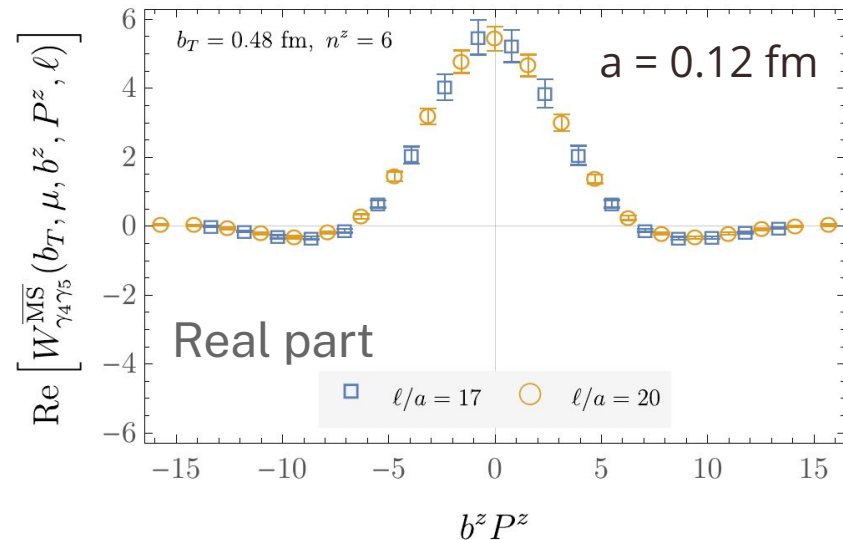 Re [W^{\overline{MS}}_{γ₄γ₅}(b_T, μ, b^z, P^z, ℓ)]
6
4
2
0
−2
−4
−6
b_T = 0.48 fm, n^z = 6
a = 0.12 fm
Real part
ℓ/a = 17
ℓ/a = 20
−15
−10
−5
0
5
10
15
b^z P^z